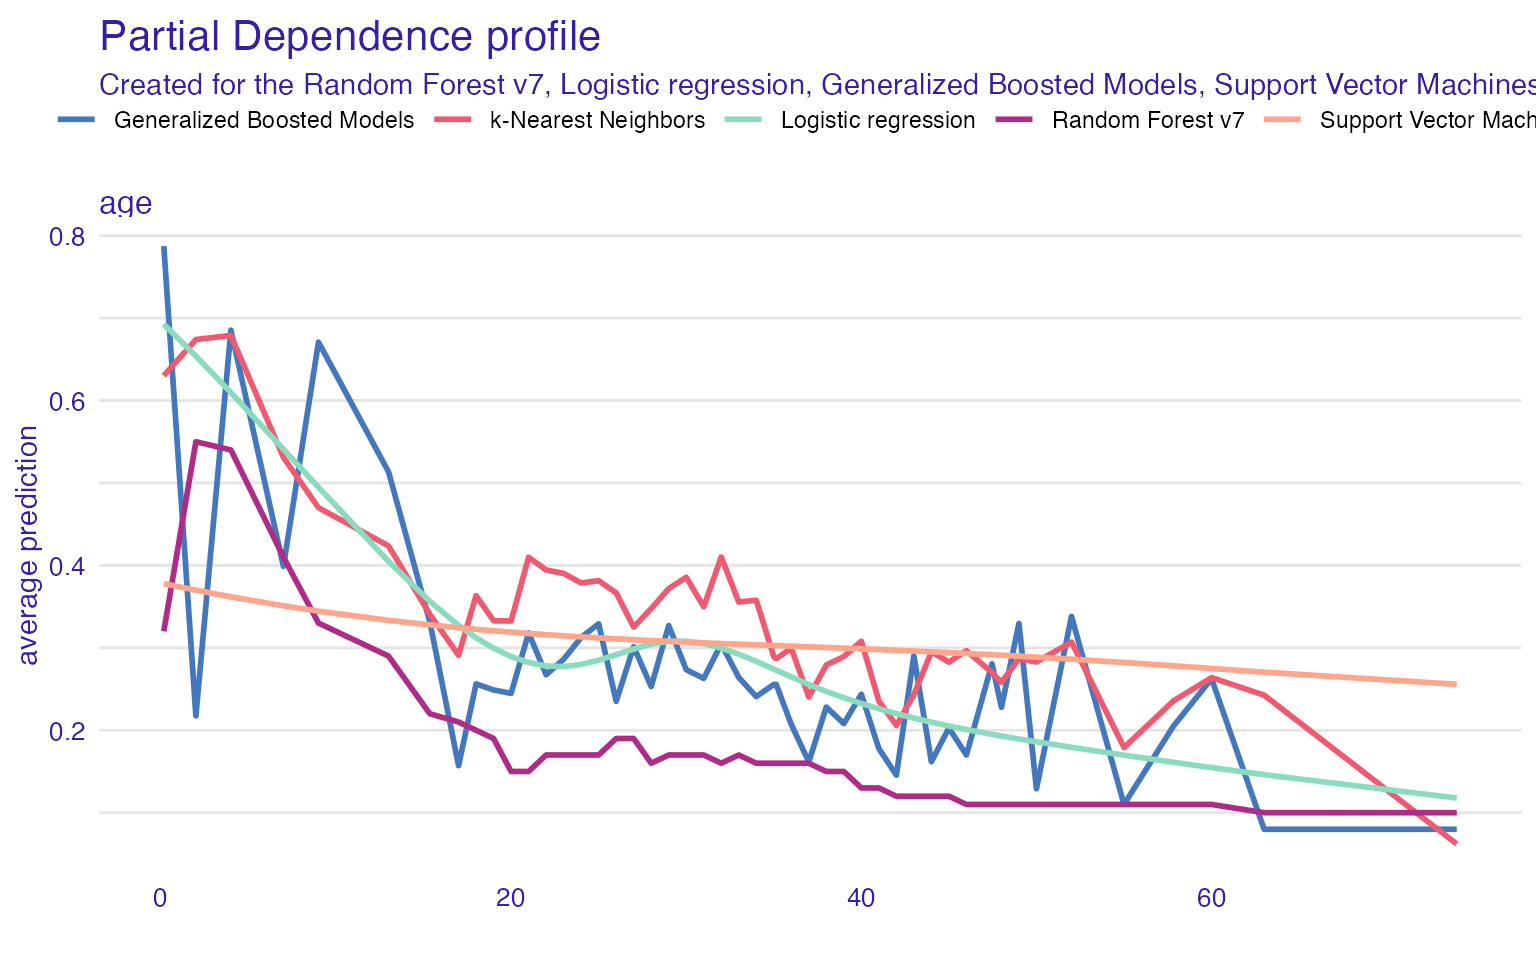 Partial Dependence profile
Created for the Random Forest v7, Logistic regression, Generalized Boosted Models, Support Vector Machines
Generalized Boosted Models k-Nearest Neighbors Logistic regression Random Forest v7 Support Vector Mach
age
0.8
0.6
0.4
0.2
average prediction
0 20 40 60